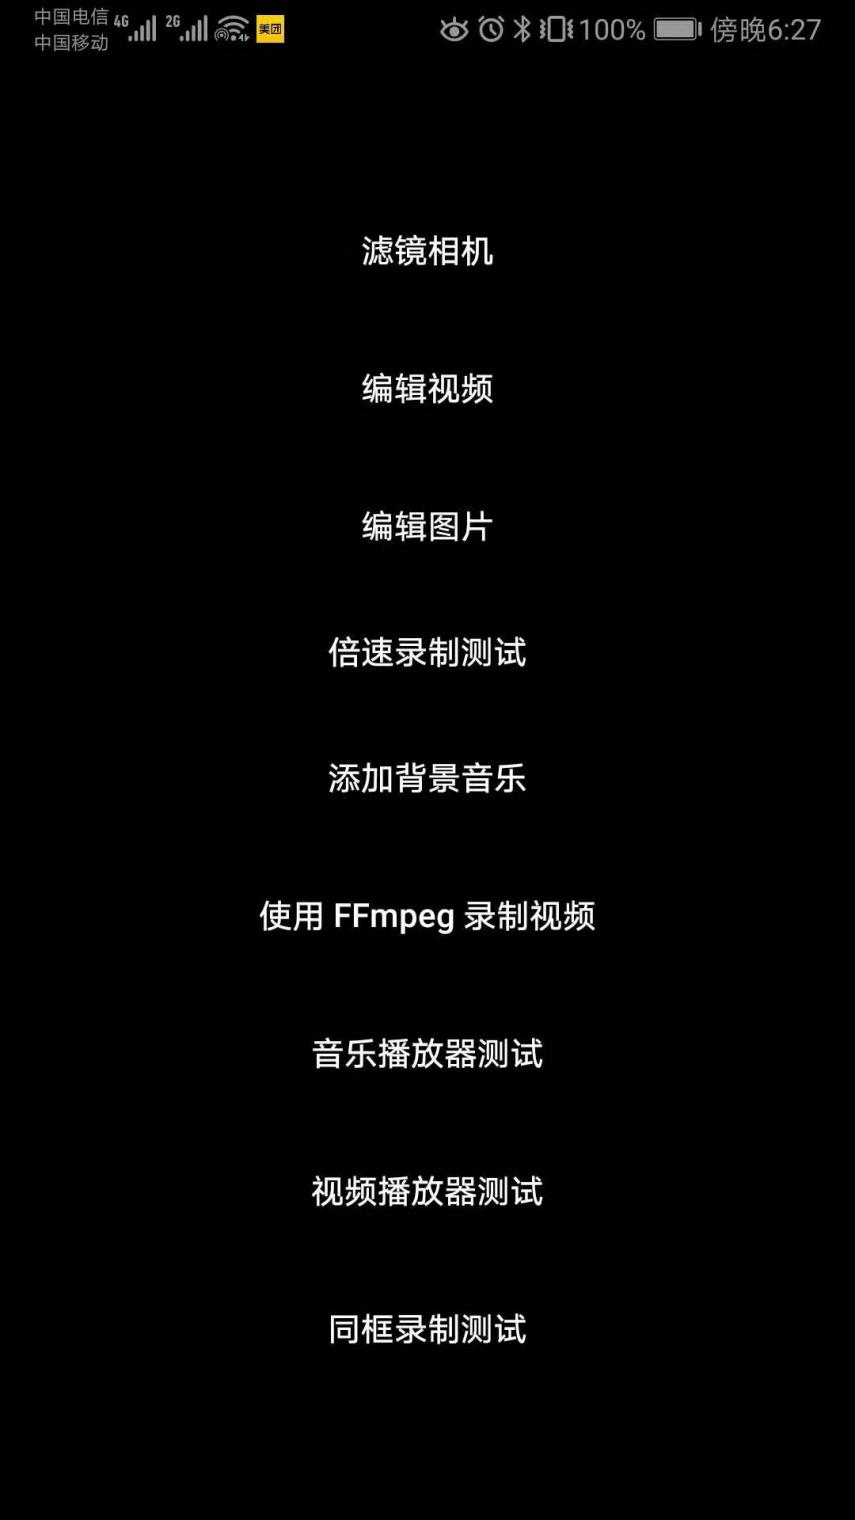 中国电信 4G 2G 美团 100% 傍晚6:27
中国移动
滤镜相机
编辑视频
编辑图片
倍速录制测试
添加背景音乐
使用 FFmpeg 录制视频
音乐播放器测试
视频播放器测试
同框录制测试